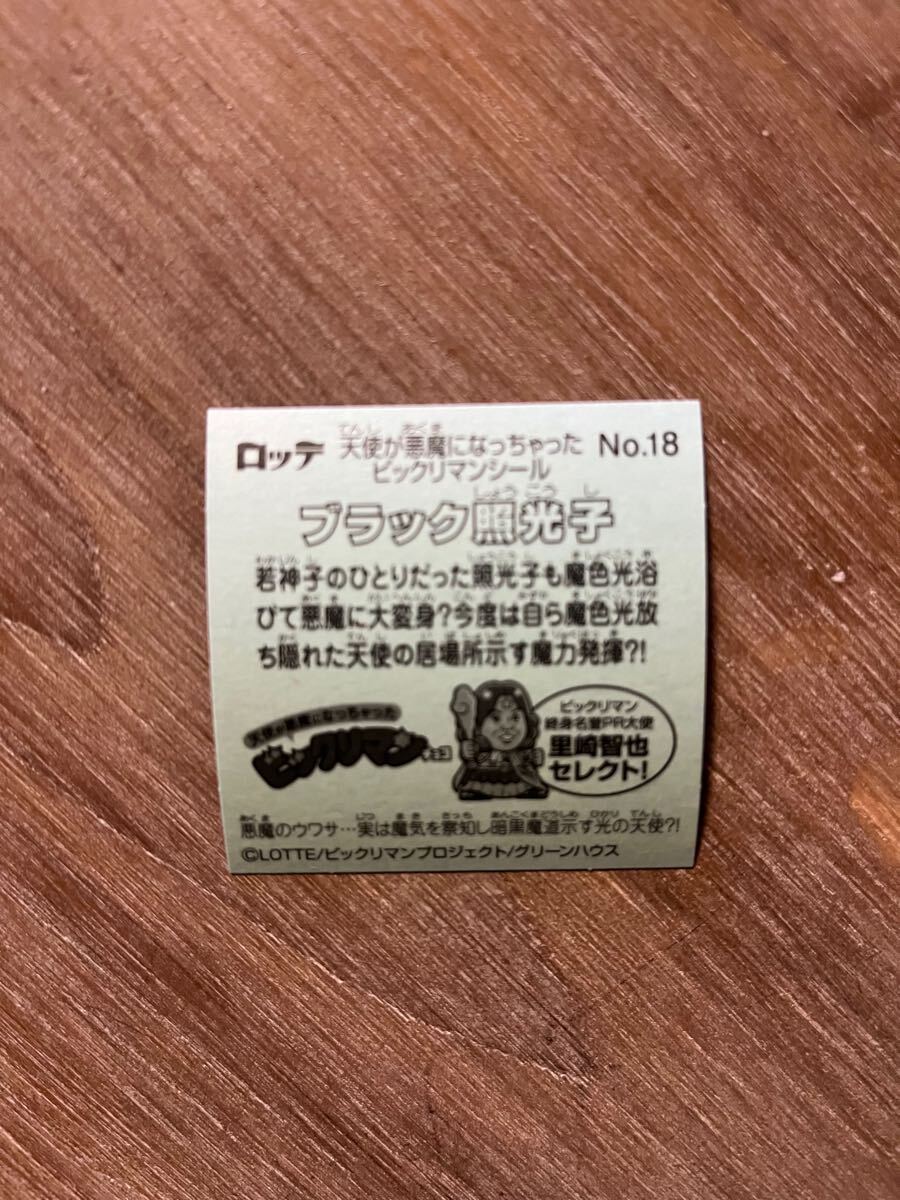 ロッテ
天使が悪魔になっちゃった
ビックリマンシール
No.18
ブラック照光子
若神子のひとりだった照光子も魔色光浴
びて悪魔に大変身?今度は自ら魔色光放
ち隠れた天使の居場所示す魔力発揮?!
天使が悪魔になっちゃった
ビックリマン
ビックリマン
終身名誉PR大使
里崎智也
セレクト!
悪魔のウワサ…実は魔気を察知し暗黒魔道示す光の天使?!
©LOTTE/ビックリマンプロジェクト/グリーンハウス